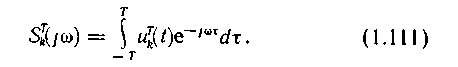 S_k^T(jω) = ∫_{-T}^{T} u_k^T(t)e^{-jωτ}dτ. (1.111)